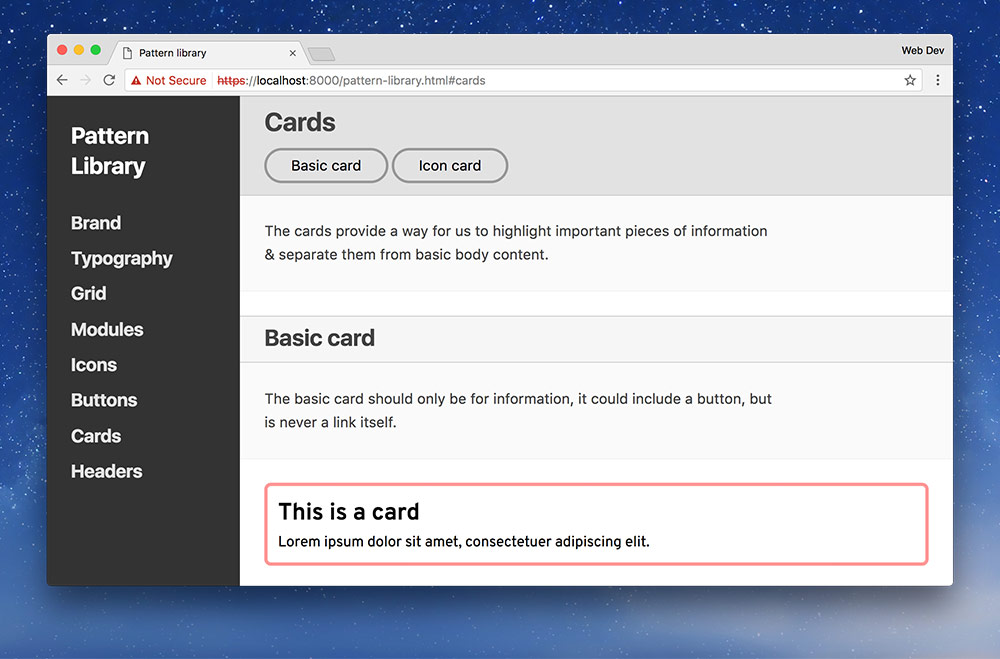 Pattern library
Web Dev
Not Secure https://localhost:8000/pattern-library.html#cards
Pattern
Library
Brand
Typography
Grid
Modules
Icons
Buttons
Cards
Headers
Cards
Basic card
Icon card
The cards provide a way for us to highlight important pieces of information
& separate them from basic body content.
Basic card
The basic card should only be for information, it could include a button, but
is never a link itself.
This is a card
Lorem ipsum dolor sit amet, consectetuer adipiscing elit.